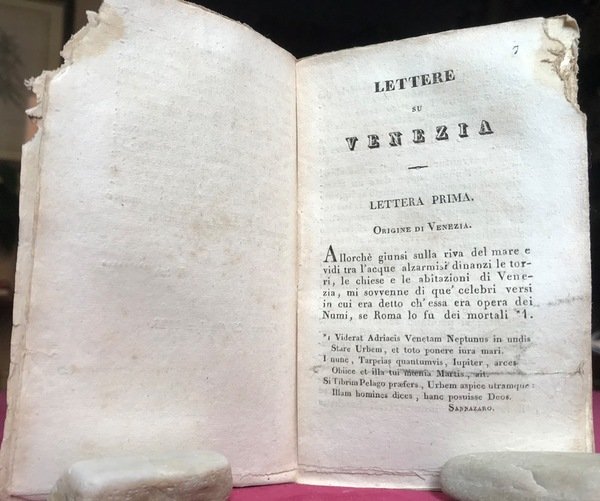 7
LETTERE
SU
VENEZIA
LETTERA PRIMA.
ORIGINE DI VENEZIA.
Allorchè giunsi sulla riva del mare e
vidi tra l'acque alzarmisi dinanzi le tor-
ri, le chiese e le abitazioni di Vene-
zia, mi sovvenne di que' celebri versi
in cui era detto ch'essa era opera dei
Numi, se Roma lo fu dei mortali *1.
*1 Viderat Adriacis Venetam Neptunus in undis
Stare Urbem, et toto ponere iura mari.
I nunc, Tarpeias quantumvis, Iupiter, arces
Obiice et illa tui moenia Martis, ait.
Si Tibrim Pelago præfers, Urbem aspice utramque:
Illam homines dices, hanc posuisse Deos.
SANNAZARO.